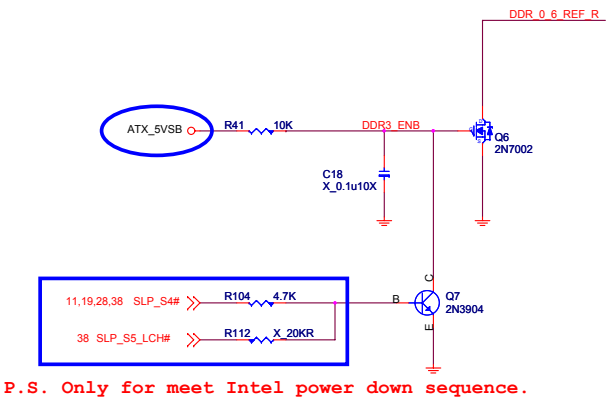 DDR_0_6_REF_R
ATX_5VSB
R41 10K
DDR3_ENB
Q6
2N7002
C18
X_0.1u10X
11,19,28,38 SLP_S4#
R104 4.7K
B
C
E
Q7
2N3904
38 SLP_S5_LCH#
R112 X_20KR
P.S. Only for meet Intel power down sequence.